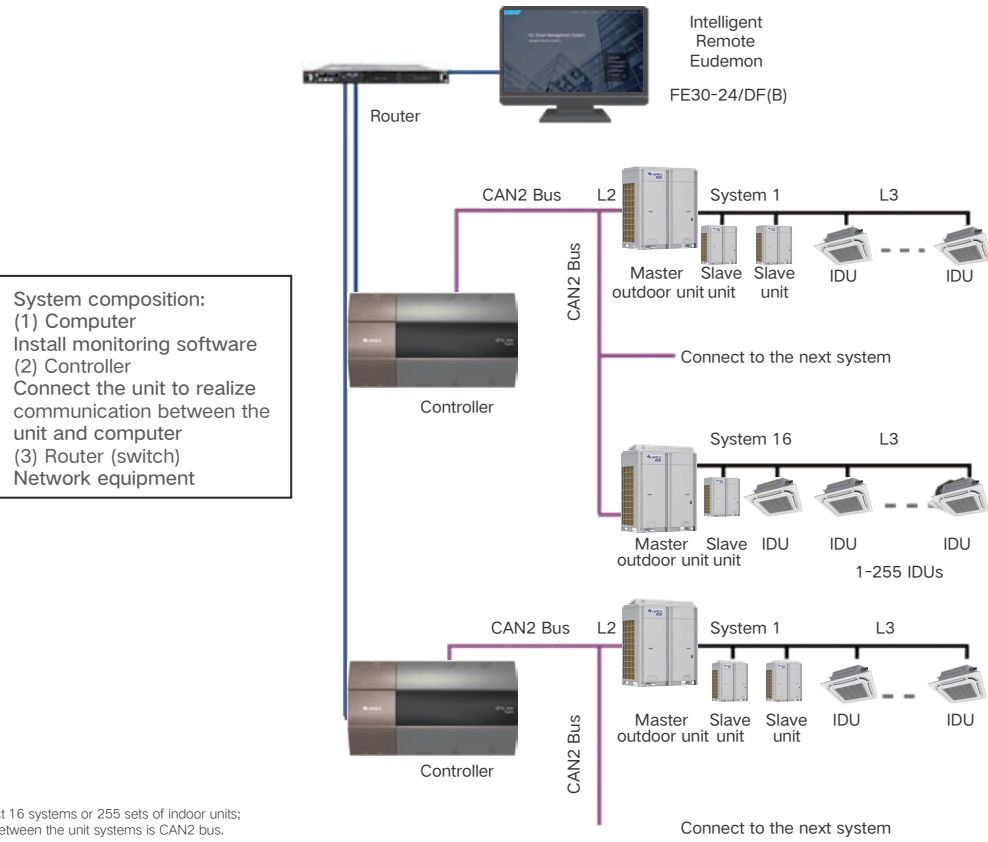 Intelligent
Remote
Eudemon
FE30-24/DF(B)
Router
CAN2 Bus
L2
System 1
L3
CAN2 Bus
Master
outdoor unit
Slave
unit
Slave
unit
IDU
IDU
System composition:
(1) Computer
Install monitoring software
(2) Controller
Connect the unit to realize
communication between the
unit and computer
(3) Router (switch)
Network equipment
Connect to the next system
Controller
System 16
L3
Master
outdoor unit
Slave
unit
IDU
IDU
IDU
1-255 IDUs
CAN2 Bus
L2
System 1
L3
CAN2 Bus
Master
outdoor unit
Slave
unit
Slave
unit
IDU
IDU
Controller
16 systems or 255 sets of indoor units;
between the unit systems is CAN2 bus.
Connect to the next system